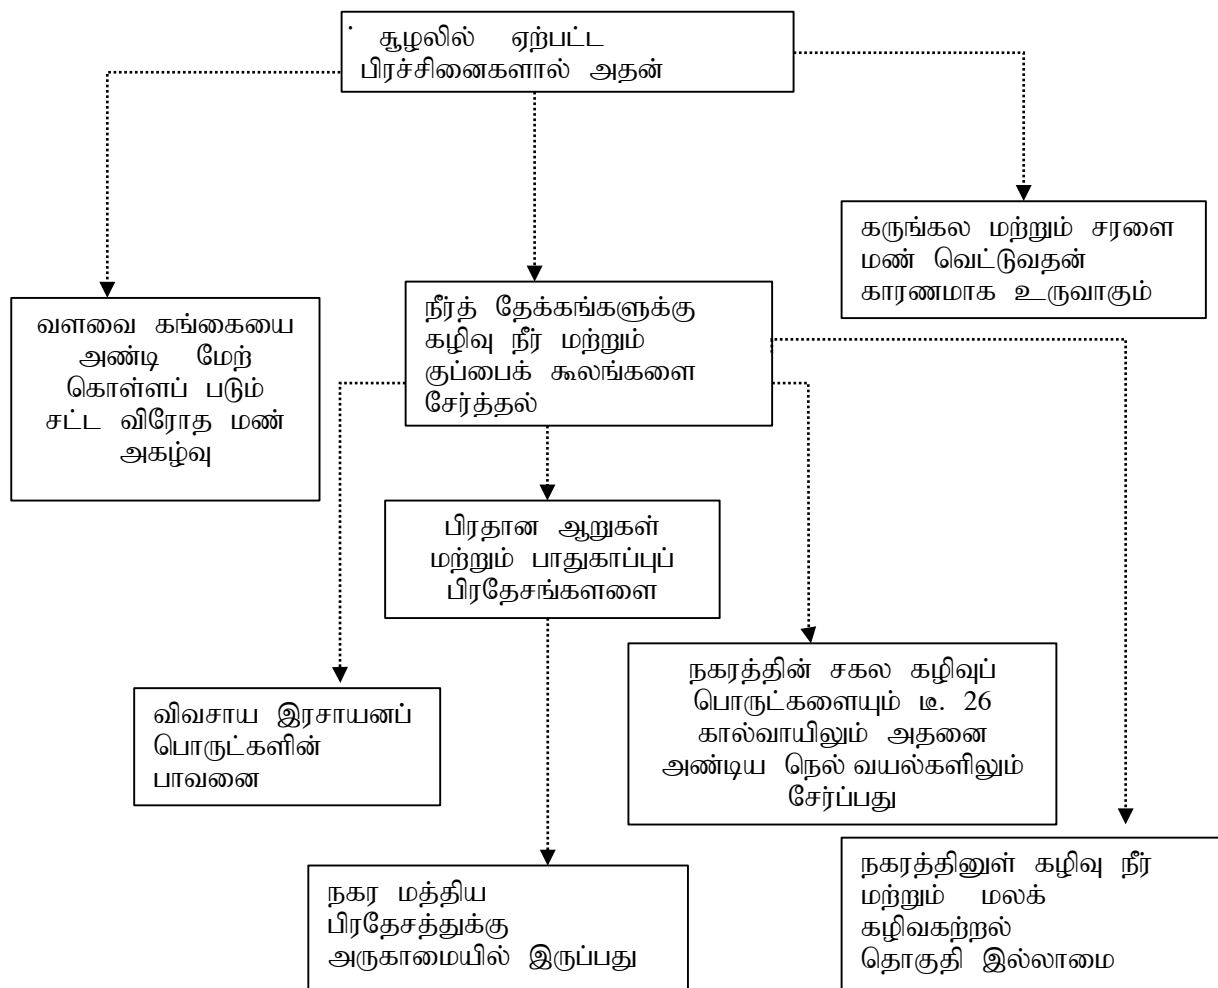 சூழலில் ஏற்பட்ட
பிரச்சினைகளால் அதன்
கருங்கல மற்றும் சரளை
மண் வெட்டுவதன்
காரணமாக உருவாகும்
வளவை கங்கையை
அண்டி மேற்
கொள்ளப் படும்
சட்ட விரோத மண்
அகழ்வு
நீர்த் தேக்கங்களுக்கு
கழிவு நீர் மற்றும்
குப்பைக் கூலங்களை
சேர்த்தல்
பிரதான ஆறுகள்
மற்றும் பாதுகாப்புப்
பிரதேசங்களளை
விவசாய இரசாயனப்
பொருட்களின்
பாவனை
நகரத்தின் சகல கழிவுப்
பொருட்களையும் டீ. 26
கால்வாயிலும் அதனை
அண்டிய நெல் வயல்களிலும்
சேர்ப்பது
நகர மத்திய
பிரதேசத்துக்கு
அருகாமையில் இருப்பது
நகரத்தினுள் கழிவு நீர்
மற்றும் மலக்
கழிவகற்றல்
தொகுதி இல்லாமை